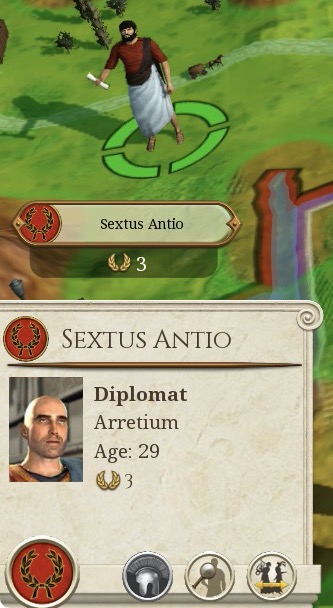 Sextus Antio
3
SEXTUS ANTIO
Diplomat
Arretium
Age: 29
3